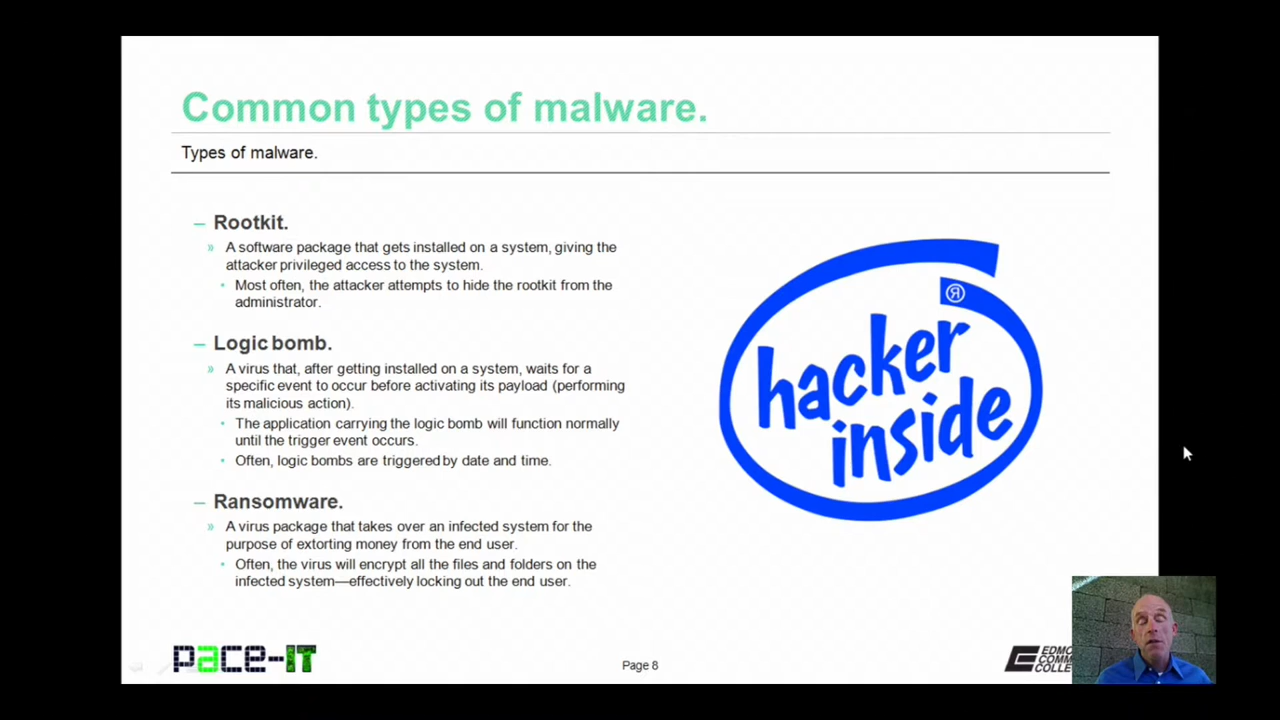 Common types of malware.
Types of malware.
– Rootkit.
» A software package that gets installed on a system, giving the
attacker privileged access to the system.
• Most often, the attacker attempts to hide the rootkit from the
administrator.
– Logic bomb.
» A virus that, after getting installed on a system, waits for a
specific event to occur before activating its payload (performing
its malicious action).
• The application carrying the logic bomb will function normally
until the trigger event occurs.
• Often, logic bombs are triggered by date and time.
– Ransomware.
» A virus package that takes over an infected system for the
purpose of extorting money from the end user.
• Often, the virus will encrypt all the files and folders on the
infected system—effectively locking out the end user.
®
hacker
inside
pace-IT
Page 8
EDMO
COMM
COLLE